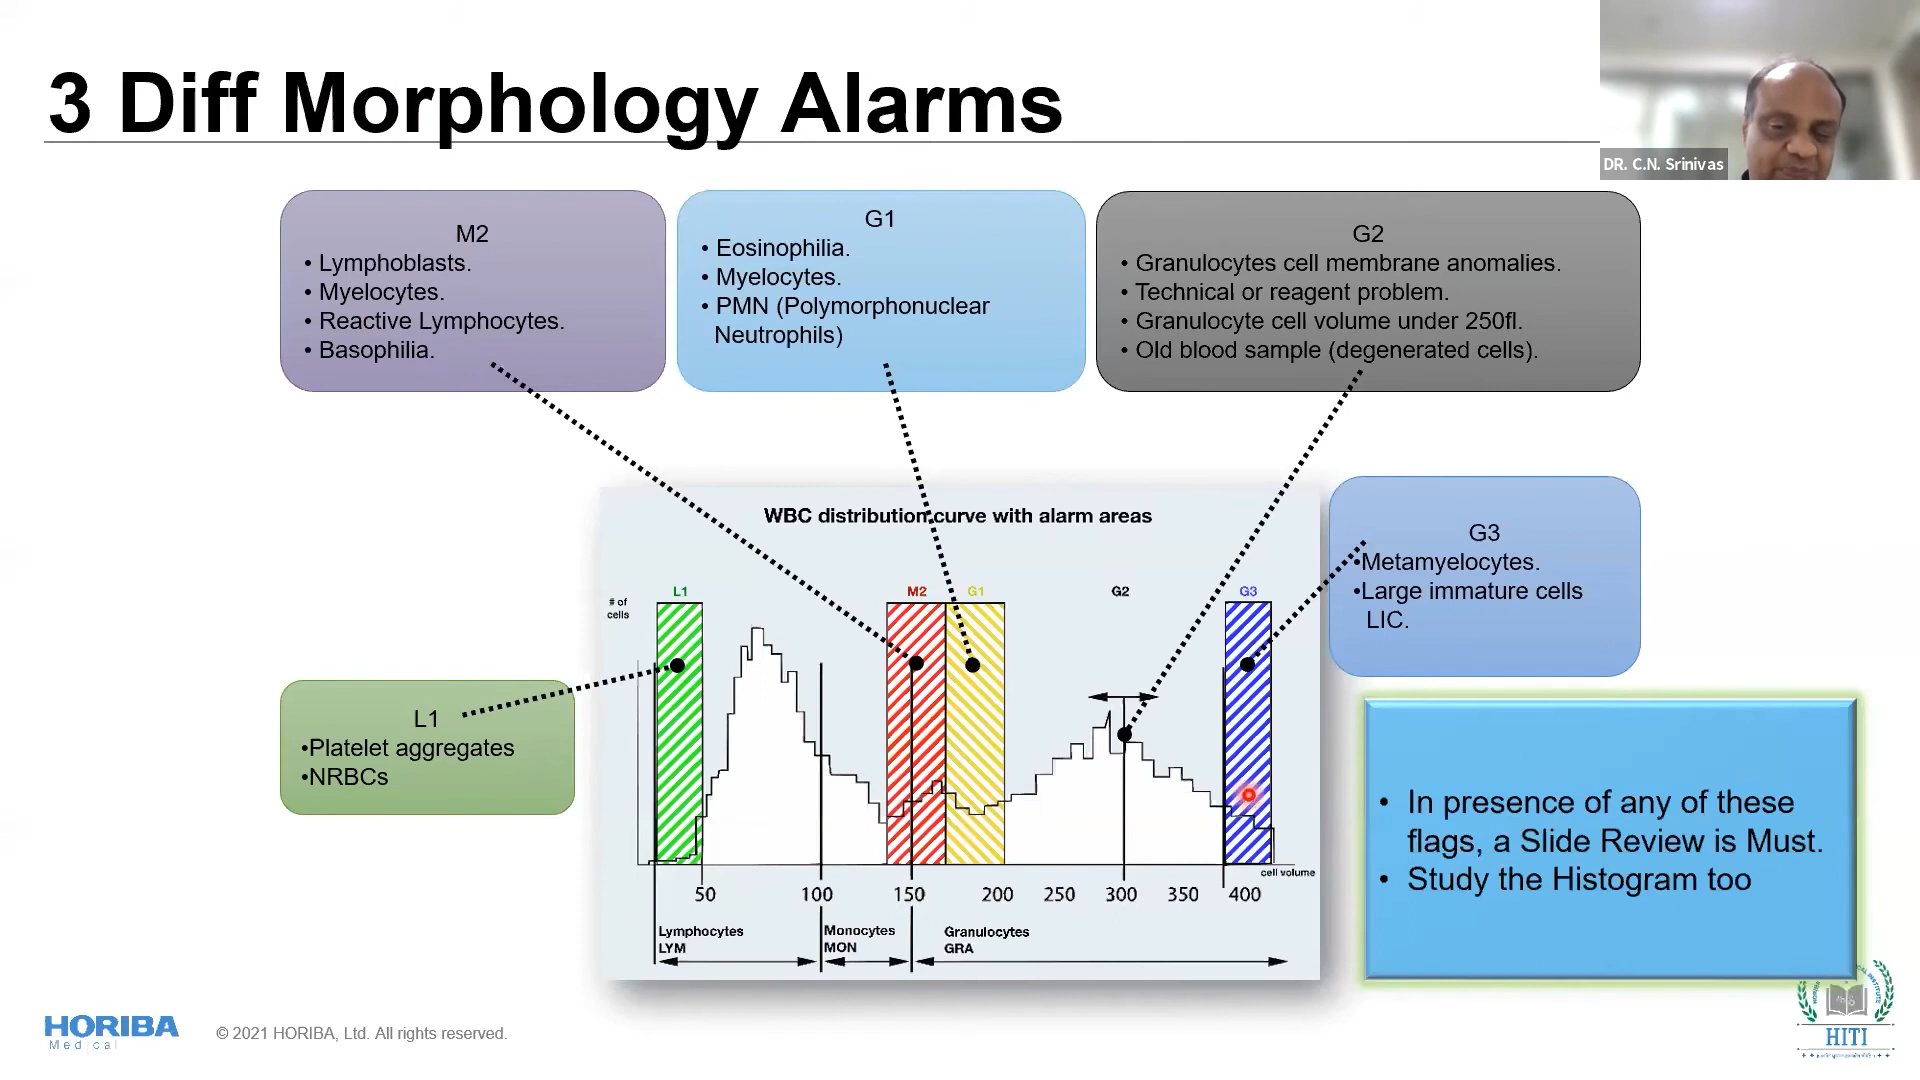 3 Diff Morphology Alarms
DR. C.N. Srinivas
M2
• Lymphoblasts.
• Myelocytes.
• Reactive Lymphocytes.
• Basophilia.
G1
• Eosinophilia.
• Myelocytes.
• PMN (Polymorphonuclear
Neutrophils)
G2
• Granulocytes cell membrane anomalies.
• Technical or reagent problem.
• Granulocyte cell volume under 250fl.
• Old blood sample (degenerated cells).
G3
•Metamyelocytes.
•Large immature cells
LIC.
L1
•Platelet aggregates
•NRBCs
WBC distribution curve with alarm areas
# of
cells
L1 M2 G1 G2 G3
cell volume
50 100 150 200 250 300 350 400
Lymphocytes
LYM
Monocytes
MON
Granulocytes
GRA
• In presence of any of these
flags, a Slide Review is Must.
• Study the Histogram too
HORIBA
Medical
© 2021 HORIBA, Ltd. All rights reserved.
HITI